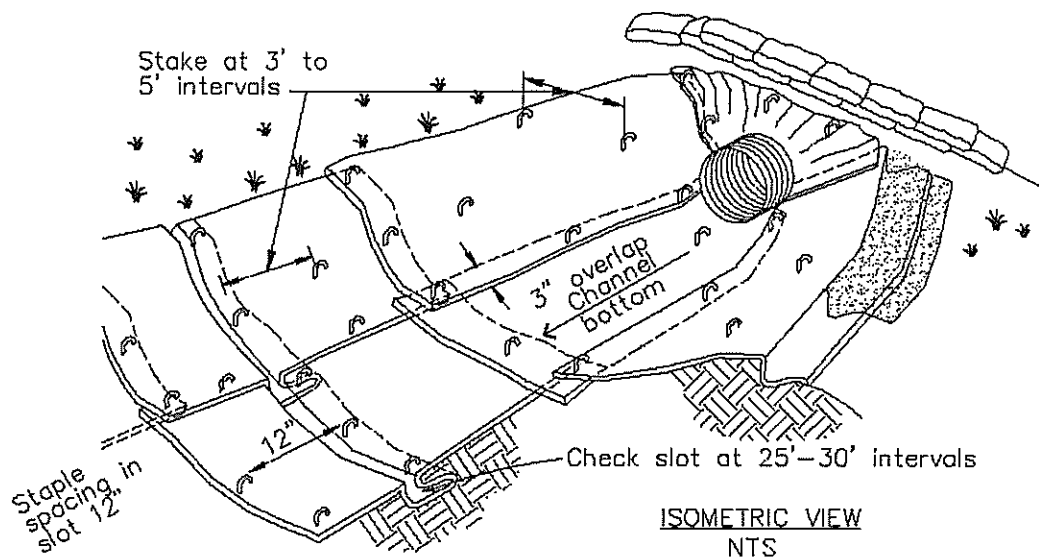 Stake at 3' to
5' intervals
3" overlap
Channel
bottom
12"
Staple
spacing in
slot 12"
Check slot at 25'-30' intervals
ISOMETRIC VIEW
NTS